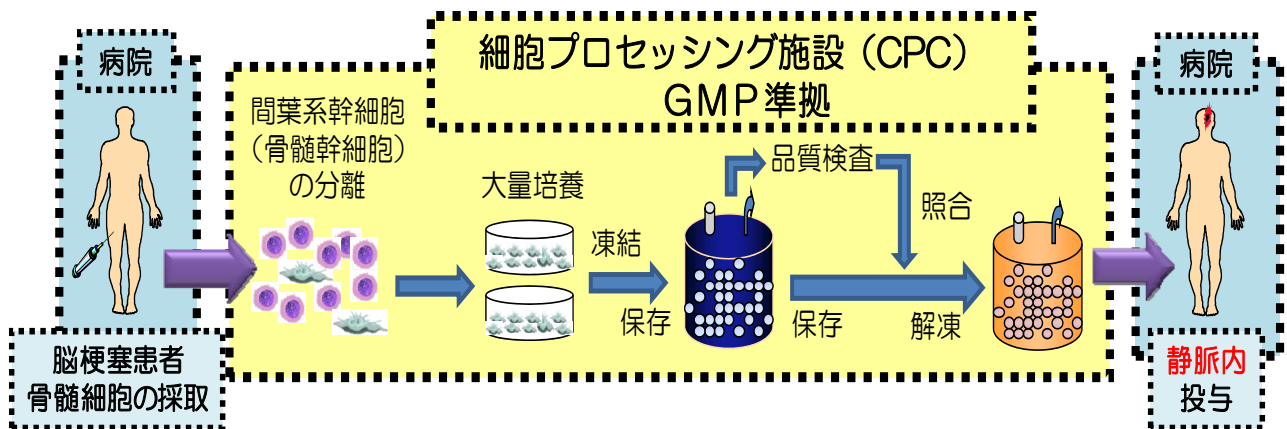 病院
脳梗塞患者
骨髄細胞の採取
細胞プロセッシング施設（CPC）
GMP準拠
間葉系幹細胞
（骨髄幹細胞）
の分離
大量培養
凍結
保存
品質検査
照合
保存
解凍
病院
静脈内
投与